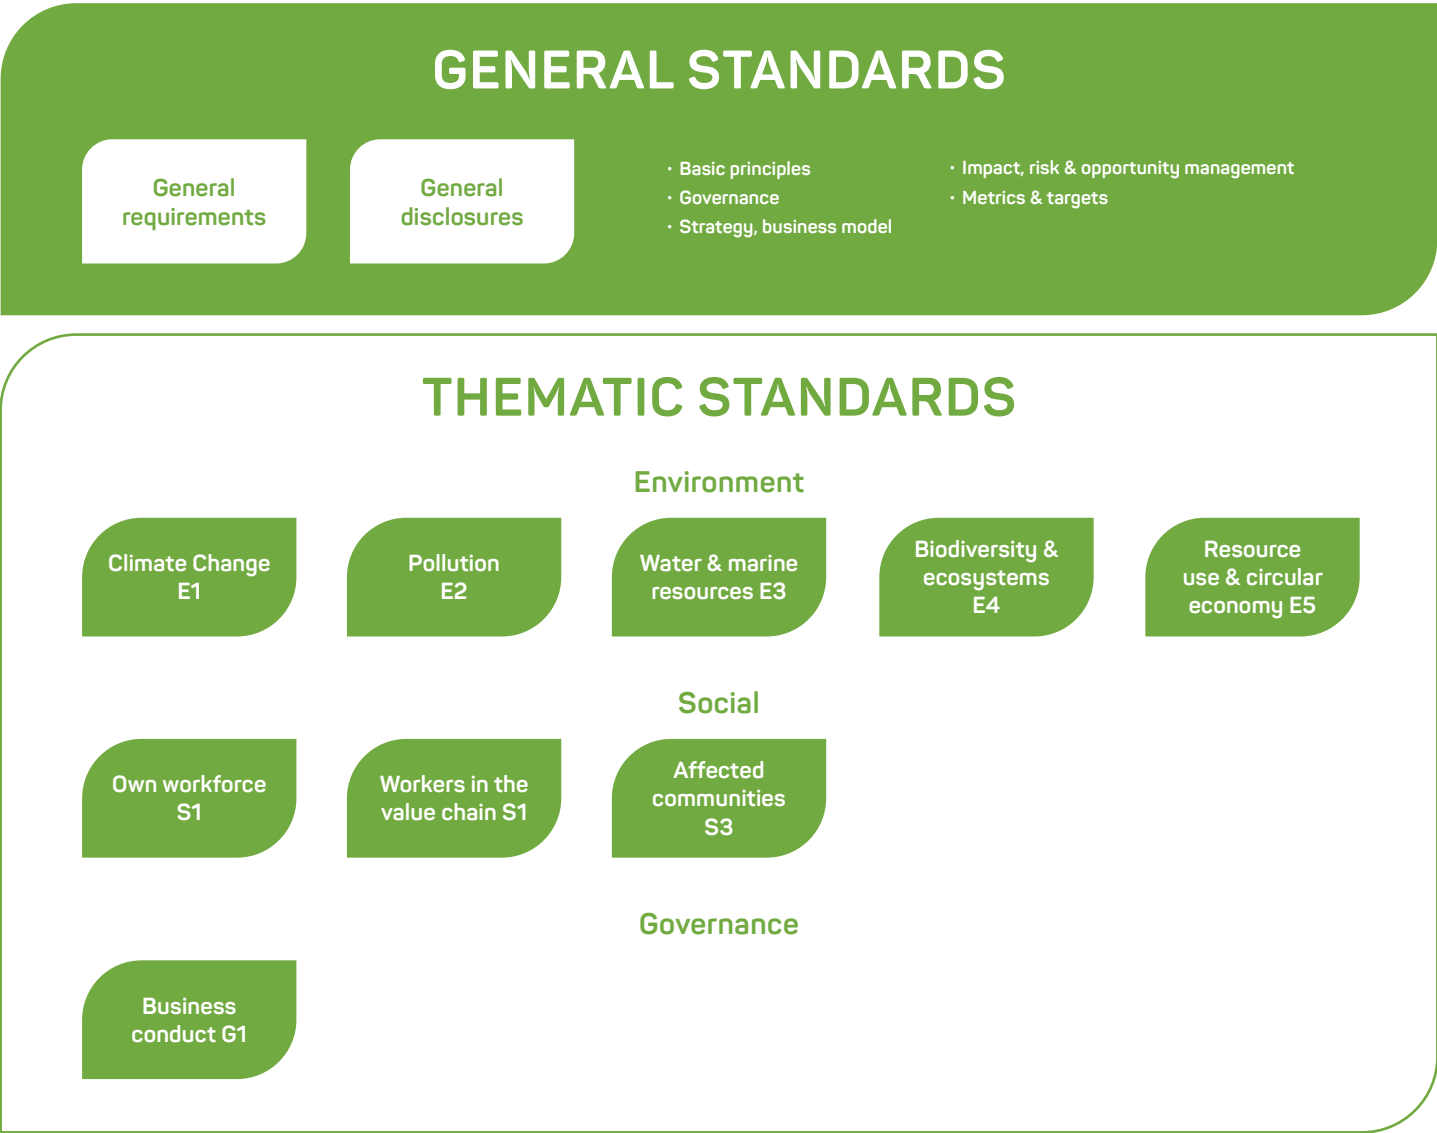 GENERAL STANDARDS
General
requirements
General
disclosures
· Basic principles
· Governance
· Strategy, business model
· Impact, risk & opportunity management
· Metrics & targets
THEMATIC STANDARDS
Environment
Climate Change
E1
Pollution
E2
Water & marine
resources E3
Biodiversity &
ecosystems
E4
Resource
use & circular
economy E5
Social
Own workforce
S1
Workers in the
value chain S1
Affected
communities
S3
Governance
Business
conduct G1